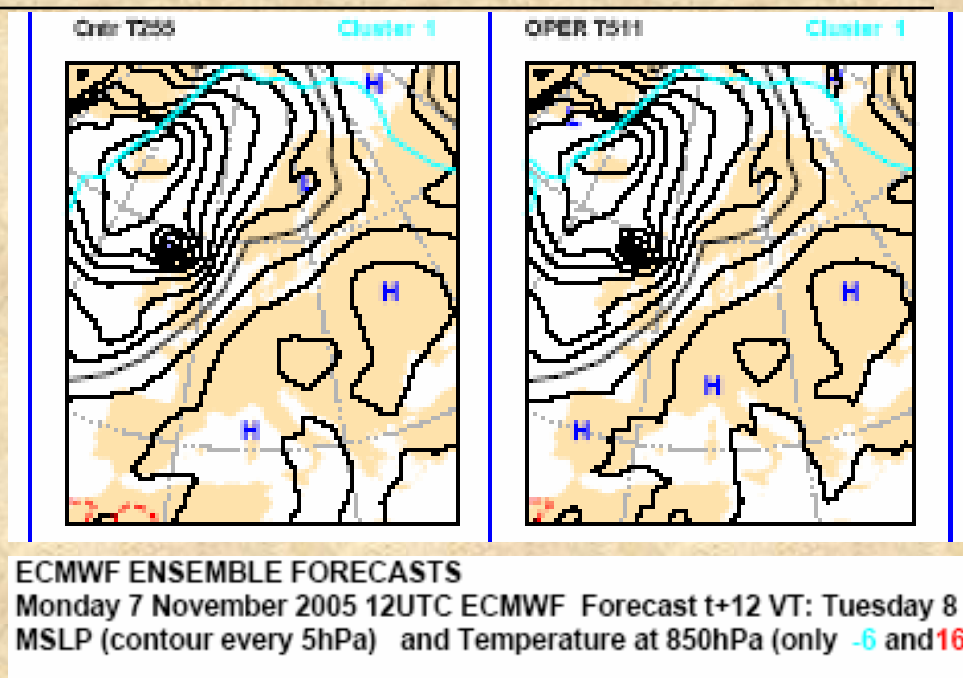 Cntr T255 Cluster 1 OPER T511 Cluster 1
H
L
L
H H
H
H H
ECMWF ENSEMBLE FORECASTS
Monday 7 November 2005 12UTC ECMWF Forecast t+12 VT: Tuesday 8
MSLP (contour every 5hPa) and Temperature at 850hPa (only -6 and16